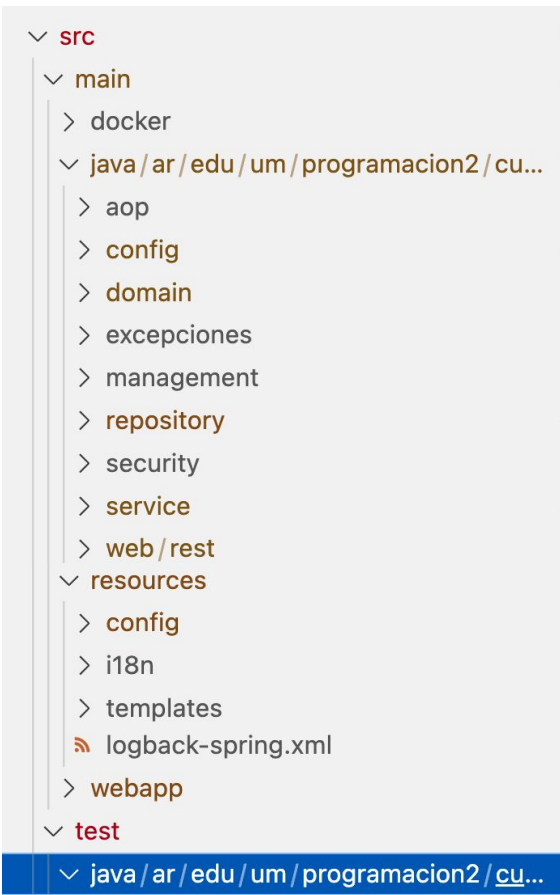 src
main
docker
java/ar/edu/um/programacion2/cu...
aop
config
domain
excepciones
management
repository
security
service
web/rest
resources
config
i18n
templates
logback-spring.xml
webapp
test
java/ar/edu/um/programacion2/cu...